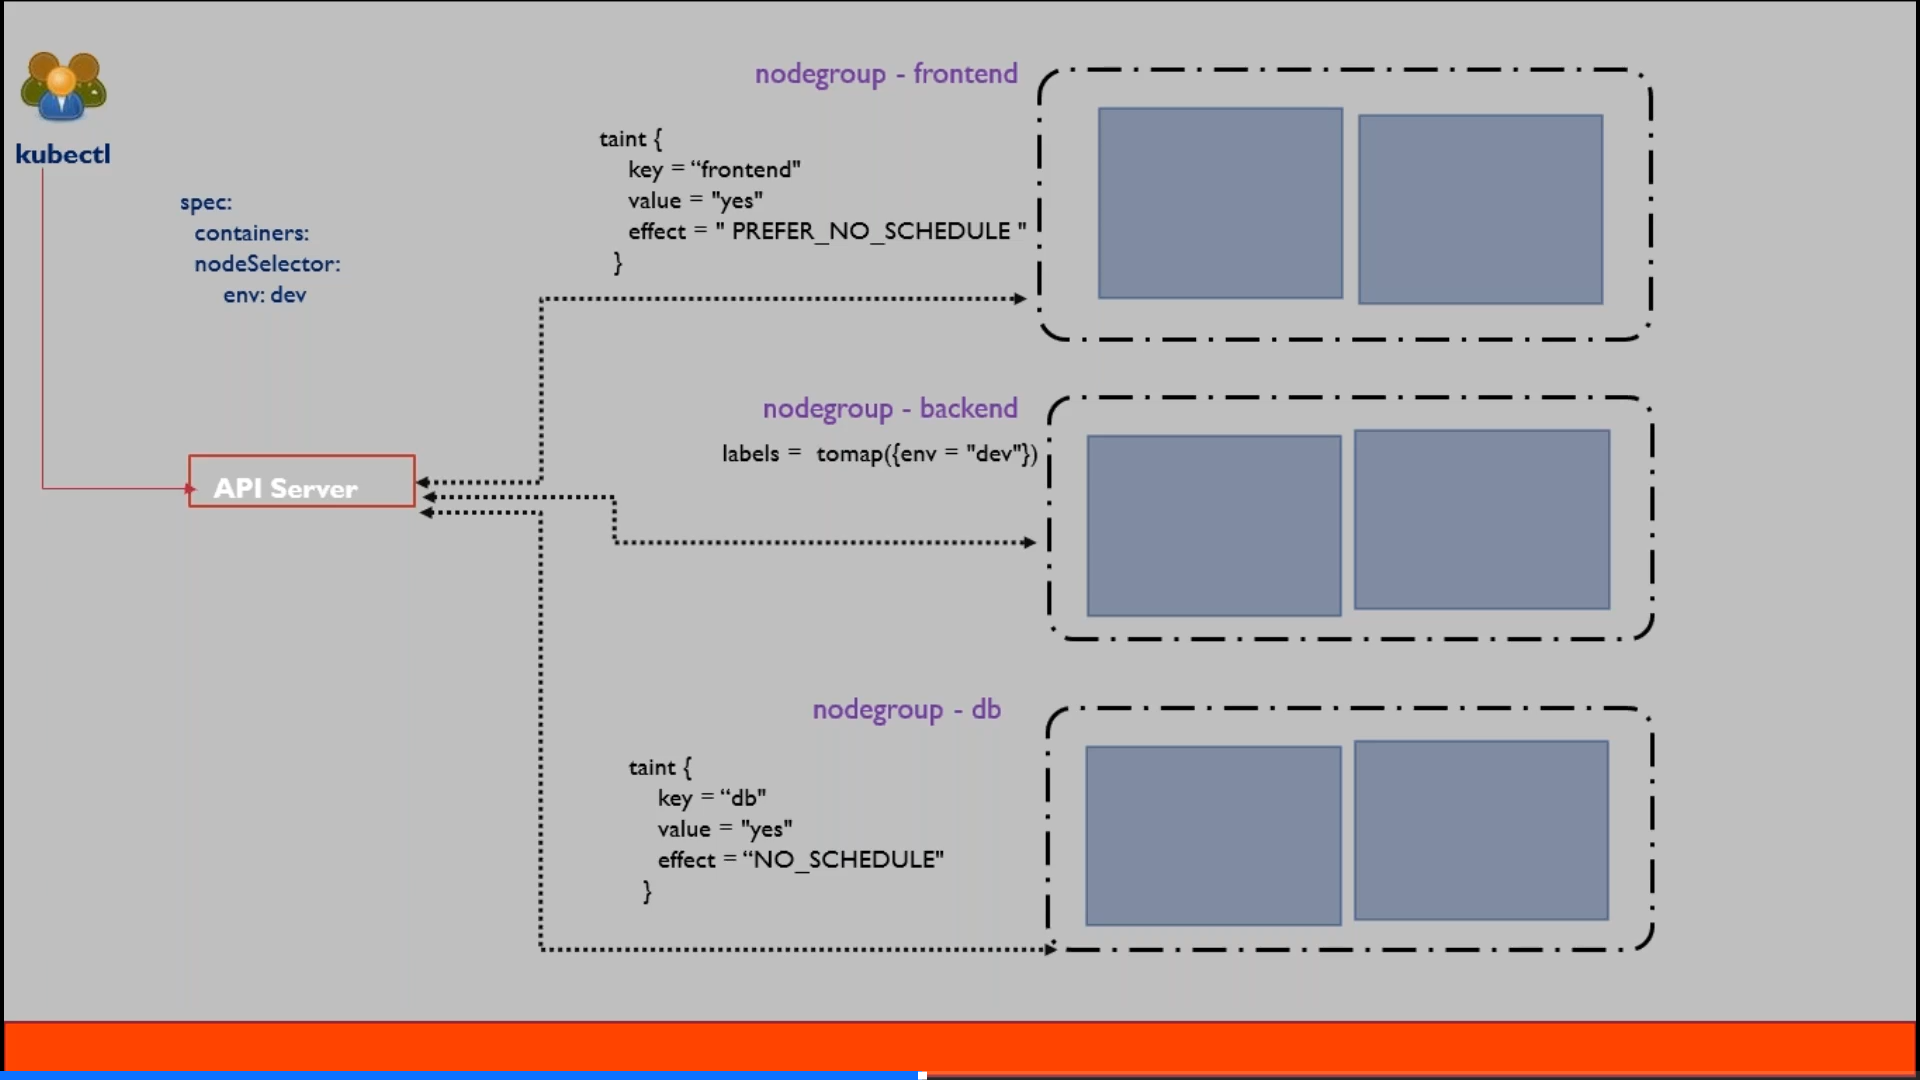 kubectl
spec:
containers:
nodeSelector:
env: dev
API Server
nodegroup - frontend
taint {
key = “frontend"
value = "yes"
effect = " PREFER_NO_SCHEDULE "
}
nodegroup - backend
labels = tomap({env = "dev"})
nodegroup - db
taint {
key = “db"
value = "yes"
effect = “NO_SCHEDULE"
}